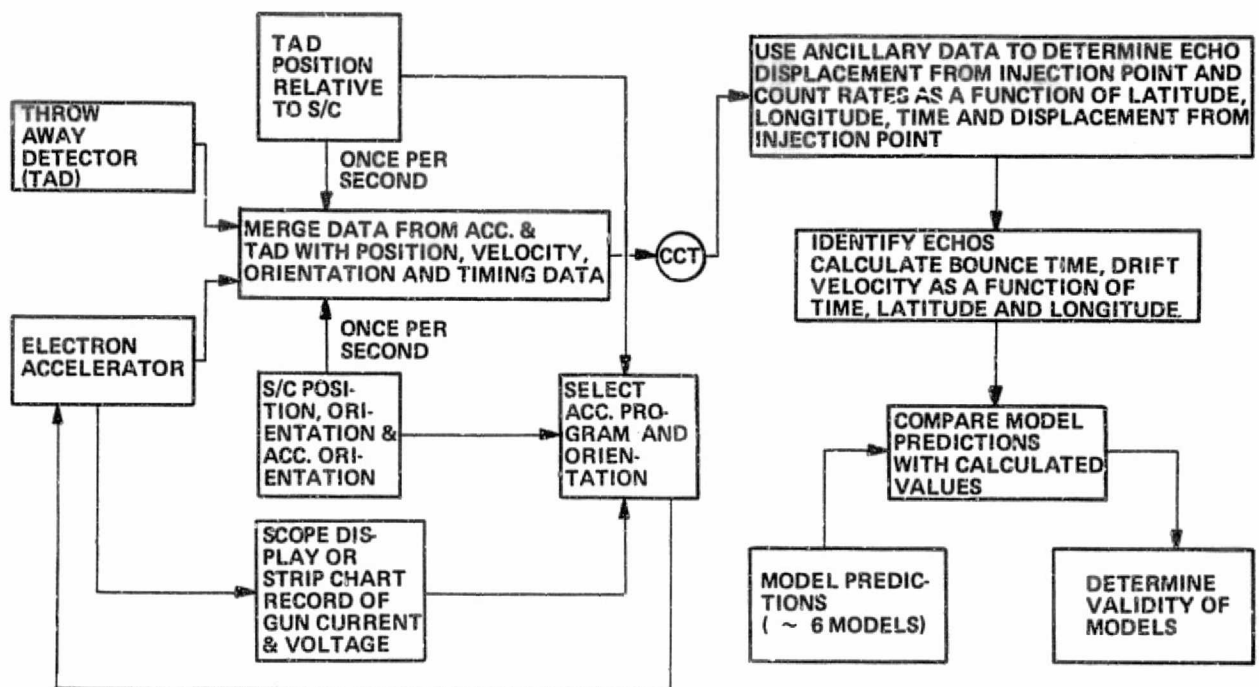 TAD
POSITION
RELATIVE
TO S/C
THROW
AWAY
DETECTOR
(TAD)
ONCE PER
SECOND
MERGE DATA FROM ACC. &
TAD WITH POSITION, VELOCITY,
ORIENTATION AND TIMING DATA
CCT
ONCE PER
SECOND
ELECTRON
ACCELERATOR
S/C POSI-
TION, ORI-
ENTATION &
ACC. ORI-
ENTATION
SELECT
ACC. PRO-
GRAM AND
ORIEN-
TATION
SCOPE DIS-
PLAY OR
STRIP CHART
RECORD OF
GUN CURRENT
& VOLTAGE
USE ANCILLARY DATA TO DETERMINE ECHO
DISPLACEMENT FROM INJECTION POINT AND
COUNT RATES AS A FUNCTION OF LATITUDE,
LONGITUDE, TIME AND DISPLACEMENT FROM
INJECTION POINT
IDENTIFY ECHOS
CALCULATE BOUNCE TIME, DRIFT
VELOCITY AS A FUNCTION OF
TIME, LATITUDE AND LONGITUDE.
COMPARE MODEL
PREDICTIONS
WITH CALCULATED
VALUES
MODEL PREDIC-
TIONS
( ~ 6 MODELS)
DETERMINE
VALIDITY OF
MODELS